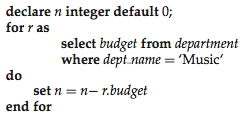 declare n integer default 0;
for r as
select budget from department
where dept_name = ‘Music‘
do
set n = n− r.budget
end for